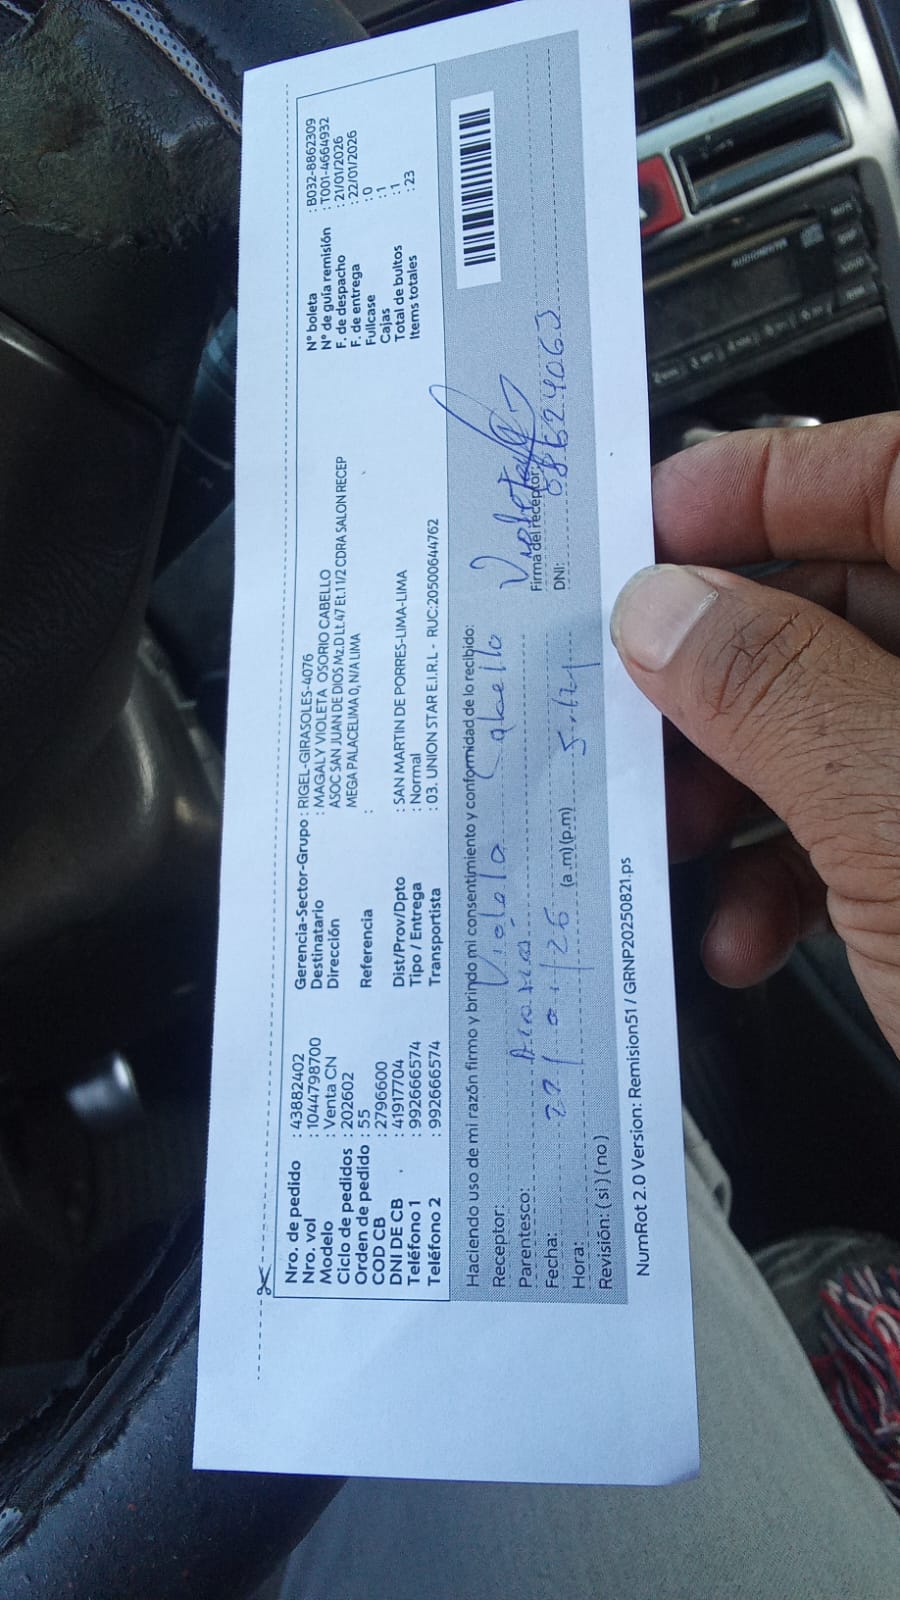 Nro. de pedido : 43882402
Nro. vol : 1044798700
Modelo : Venta CN
Ciclo de pedidos : 202602
Orden de pedido : 55
COD CB : 2796600
DNI DE CB : 41917704
Teléfono 1 : 992666574
Teléfono 2 : 992666574
Gerencia-Sector-Grupo : RIGEL-GIRASOLES-4076
Destinatario : MAGALY VIOLETA OSORIO CABELLO
Dirección : ASOC SAN JUAN DE DIOS Mz.D Lt.47 Et.1 1/2 CDRA SALON RECEP
MEGA PALACELIMA 0, N/A LIMA
Referencia :
Dist/Prov/Dpto : SAN MARTIN DE PORRES-LIMA-LIMA
Tipo / Entrega : Normal
Transportista : 03. UNION STAR E.I.R.L - RUC:20500644762
Nº boleta : B032-8862309
Nº de guía remisión : T001-4664932
F. de despacho : 21/01/2026
F. de entrega : 22/01/2026
Fullcase : 0
Cajas : 1
Total de bultos : 1
Items totales : 23
Haciendo uso de mi razón firmo y brindo mi consentimiento y conformidad de lo recibido:
Receptor: Violeta Cabello
Parentesco:
Fecha: 22/01/26
Hora: (a.m)(p.m)
Revisión: ( si ) ( no )
Firma del receptor:
DNI: 08624063
NumRot 2.0 Version: Remision51 / GRNP20250821.ps
AUDIOPHONIC
MUTE